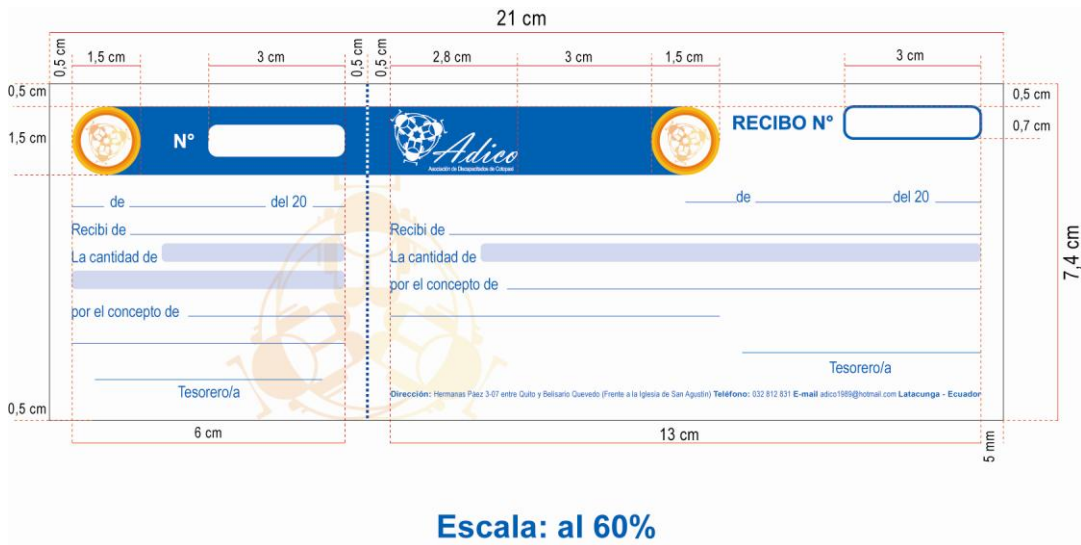 21 cm
0,5 cm
1,5 cm
3 cm
0,5 cm
0,5 cm
2,8 cm
3 cm
1,5 cm
3 cm
0,5 cm
0,5 cm
1,5 cm
0,7 cm
N°
Adico
Asociación de Discapacitados de Cotopaxi
RECIBO N°
de del 20
Recibi de
La cantidad de
por el concepto de
Tesorero/a
de del 20
Recibi de
La cantidad de
por el concepto de
Tesorero/a
Dirección: Hermanas Páez 3-07 entre Quito y Belisario Quevedo (Frente a la Iglesia de San Agustín) Teléfono: 032 812 831 E-mail adico1989@hotmail.com Latacunga - Ecuador
7,4 cm
0,5 cm
6 cm
13 cm
5 mm
Escala: al 60%